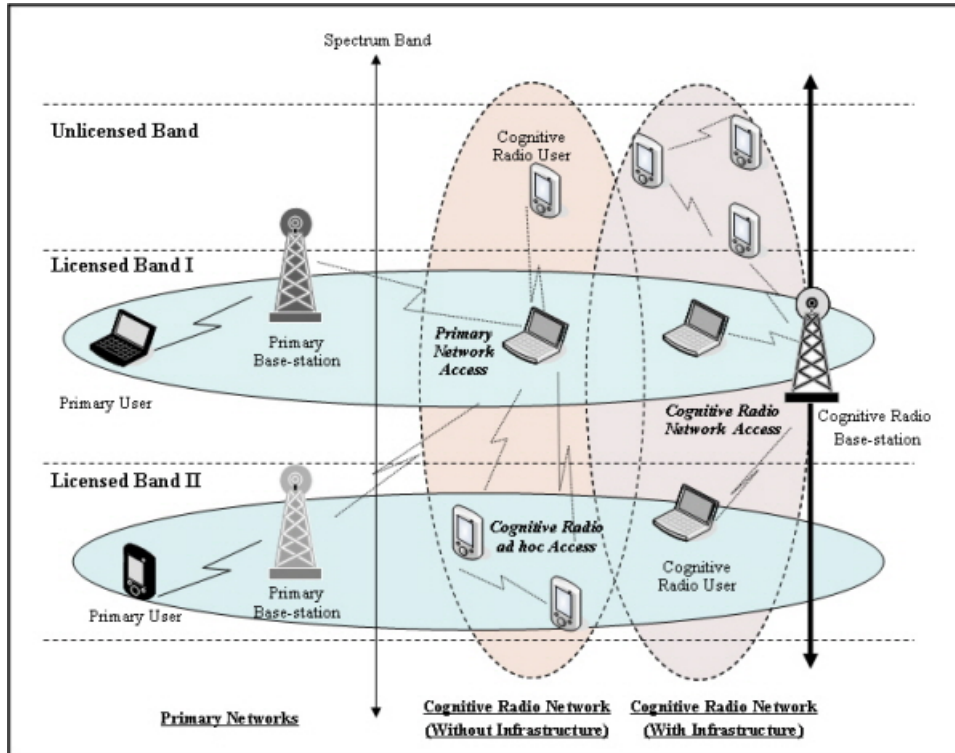 Spectrum Band
Unlicensed Band
Cognitive
Radio User
Licensed Band I
Primary
Base-station
Primary User
Primary
Network
Access
Cognitive Radio
Network Access
Cognitive Radio
Base-station
Licensed Band II
Primary User
Primary
Base-station
Cognitive Radio
ad hoc Access
Cognitive
Radio User
Primary Networks
Cognitive Radio Network
(Without Infrastructure)
Cognitive Radio Network
(With Infrastructure)